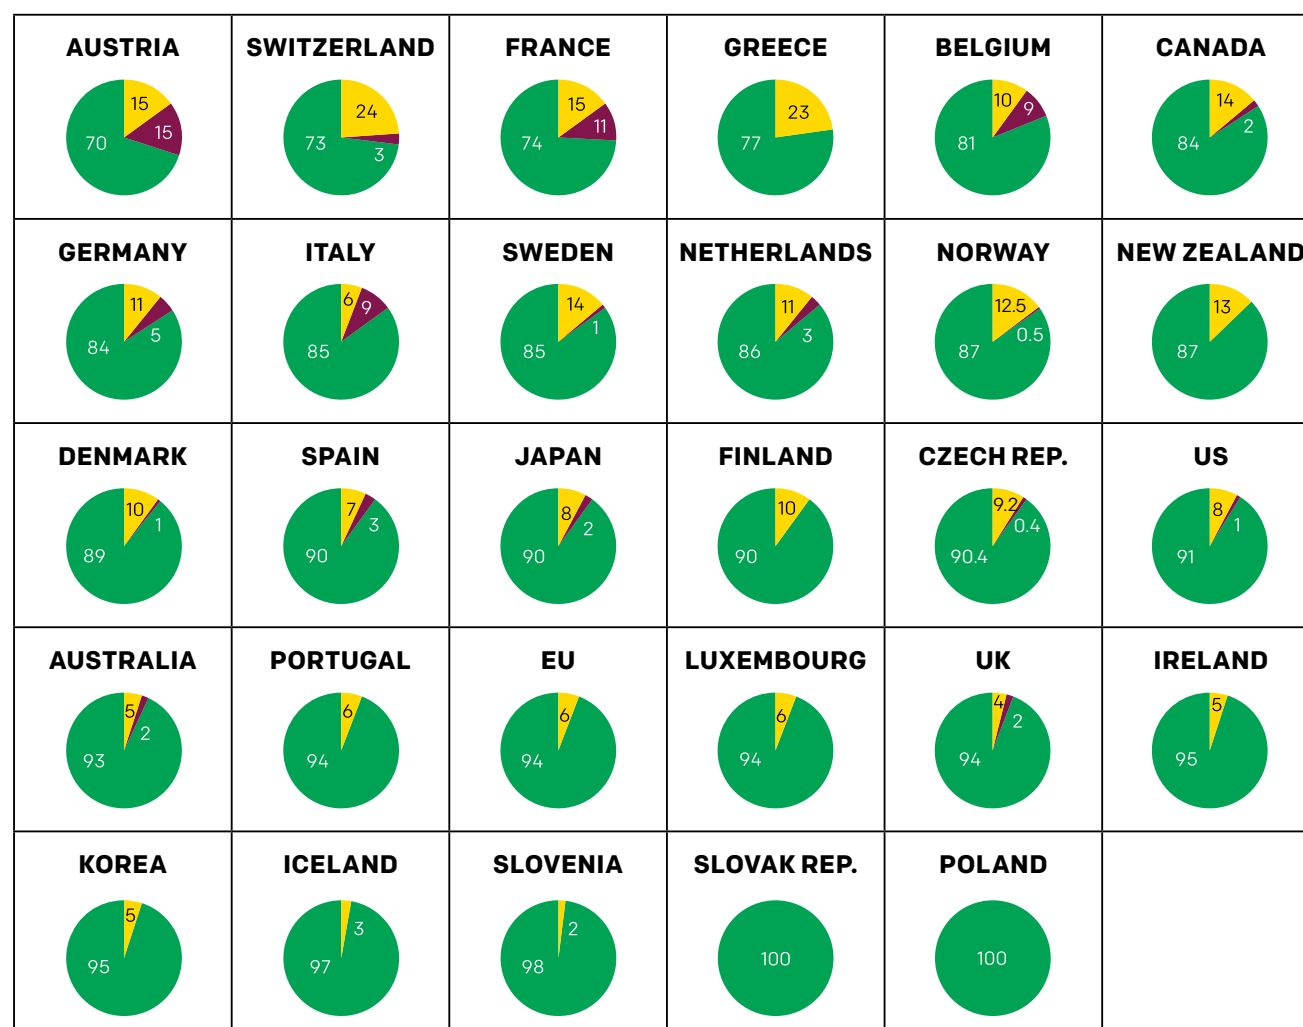 AUSTRIA
15
15
70
SWITZERLAND
24
73
3
FRANCE
15
11
74
GREECE
23
77
BELGIUM
10
9
81
CANADA
14
2
84
GERMANY
11
5
84
ITALY
6
9
85
SWEDEN
14
1
85
NETHERLANDS
11
3
86
NORWAY
12.5
0.5
87
NEW ZEALAND
13
87
DENMARK
10
1
89
SPAIN
7
3
90
JAPAN
8
2
90
FINLAND
10
90
CZECH REP.
9.2
0.4
90.4
US
8
1
91
AUSTRALIA
5
2
93
PORTUGAL
6
94
EU
6
94
LUXEMBOURG
6
94
UK
4
2
94
IRELAND
5
95
KOREA
5
95
ICELAND
3
97
SLOVENIA
2
98
SLOVAK REP.
100
POLAND
100